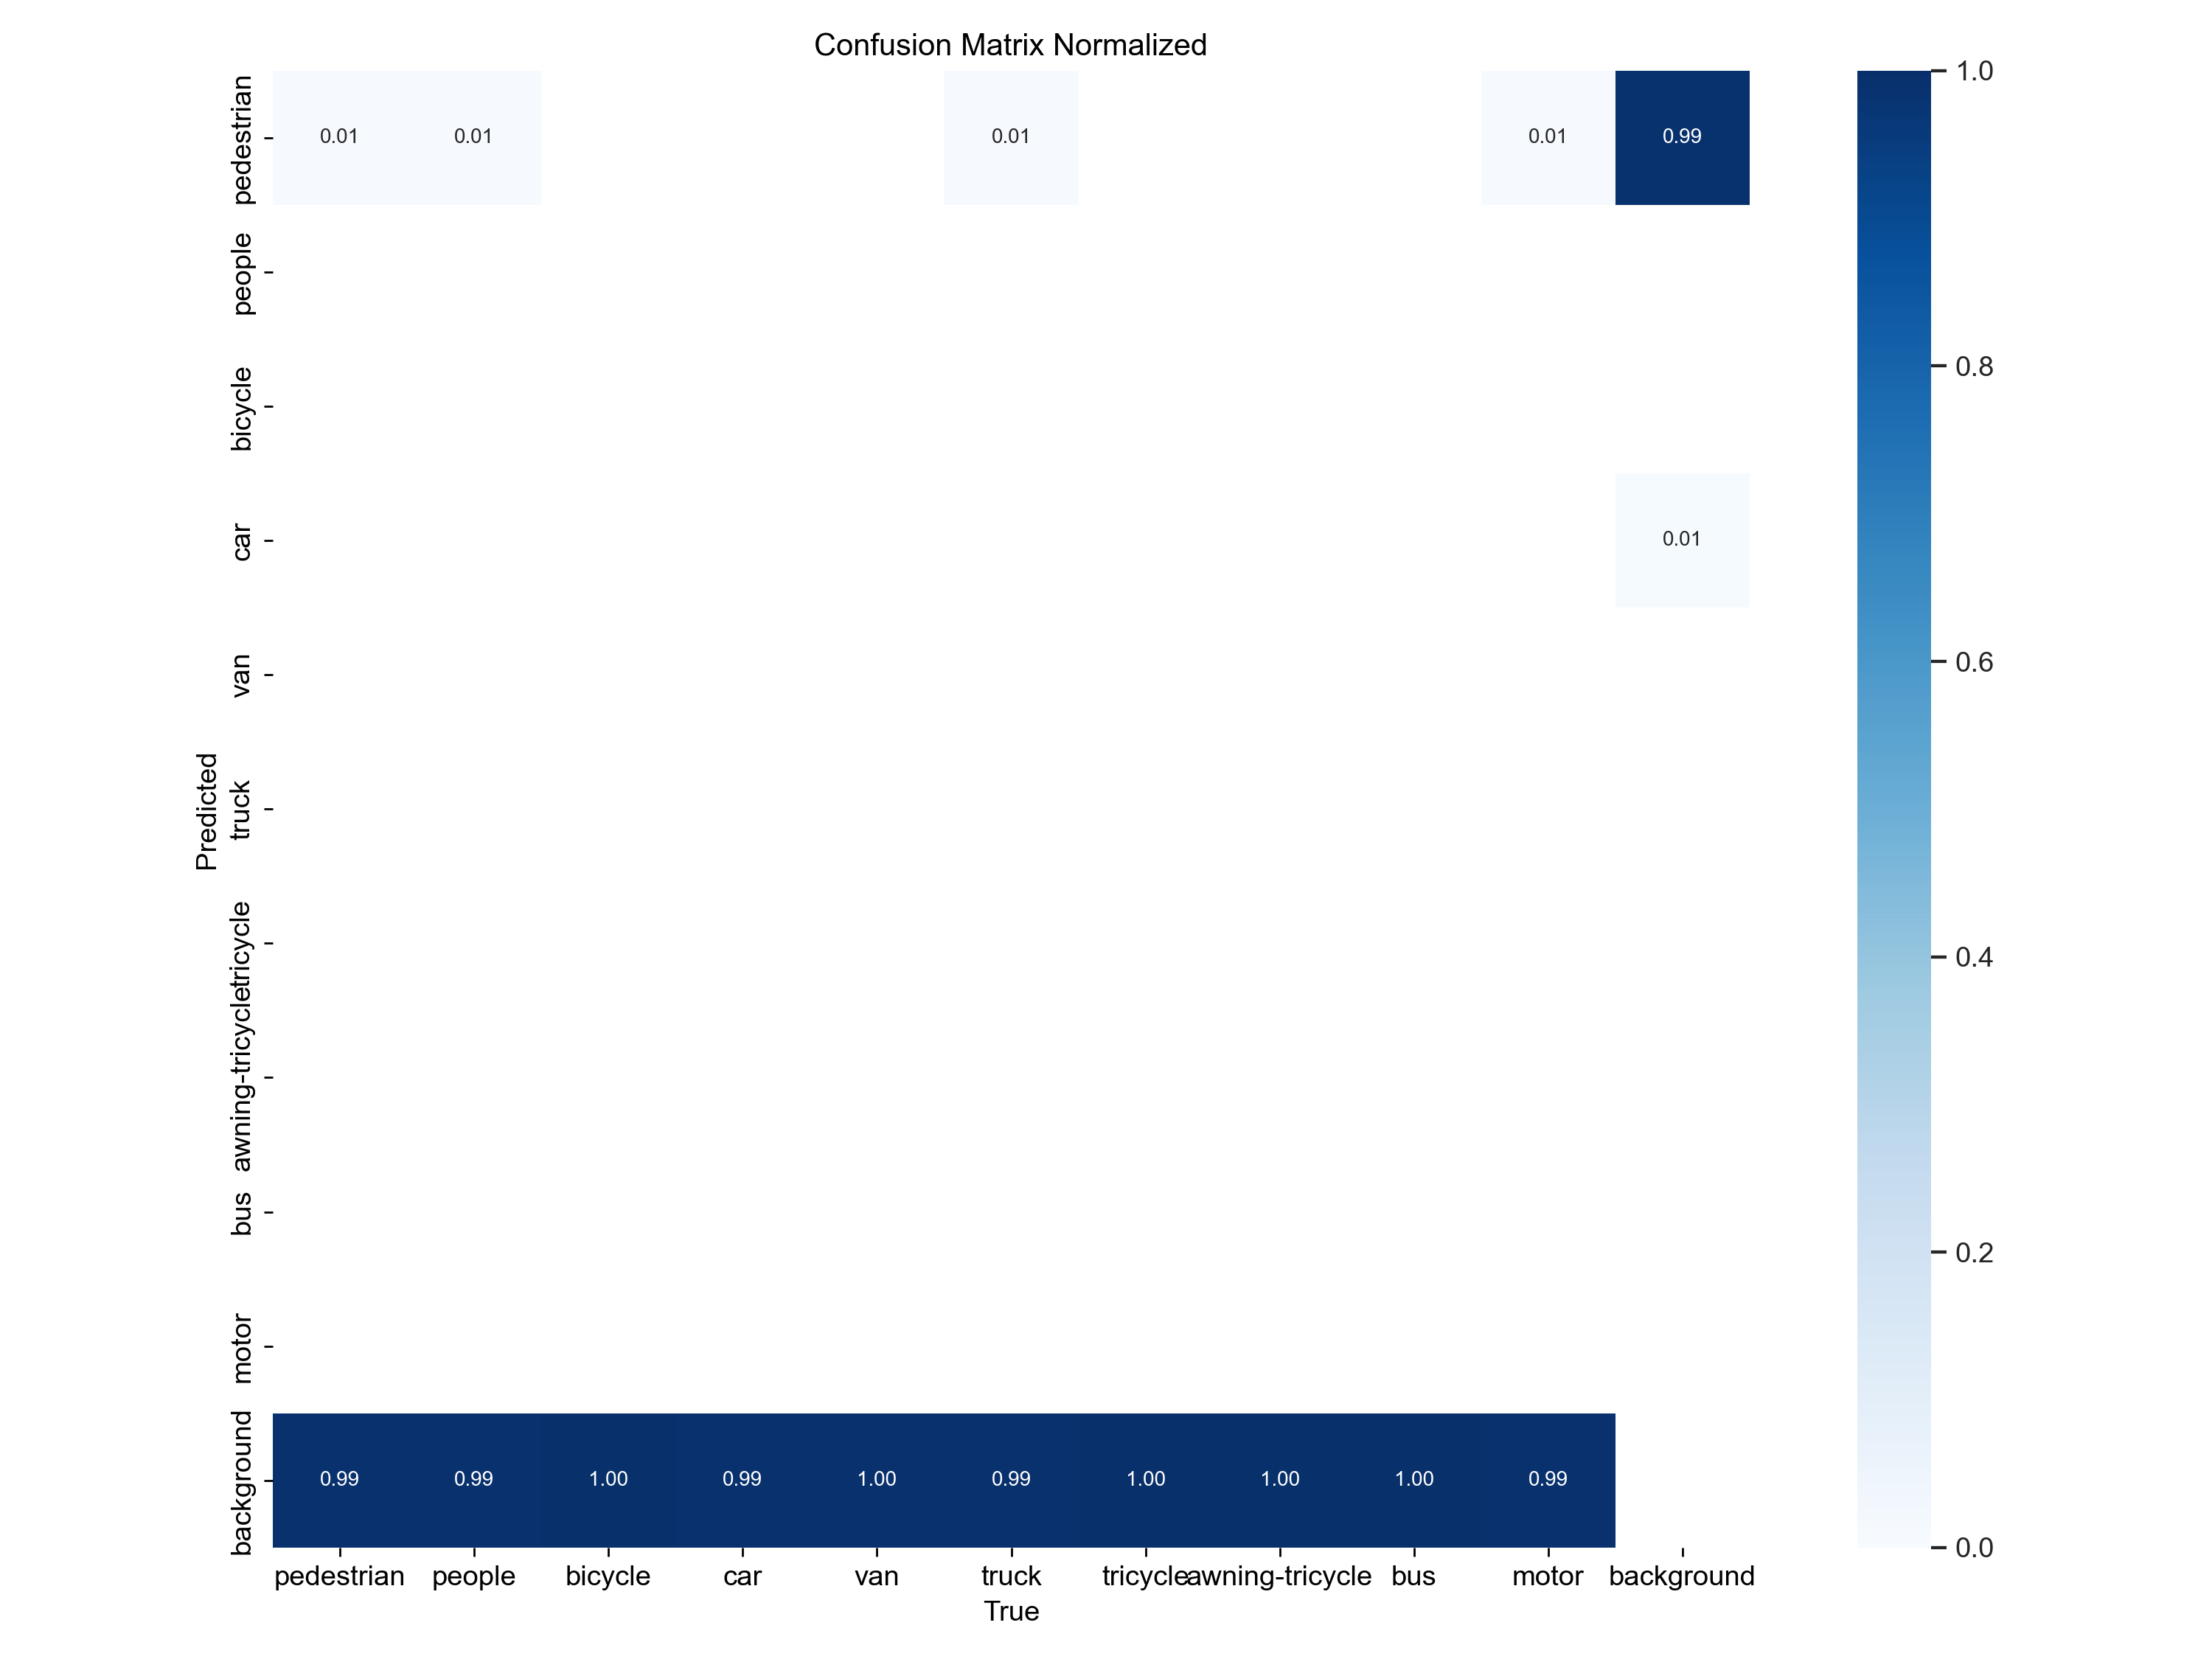 Confusion Matrix Normalized
pedestrian
people
bicycle
car
van
truck
tricycle
awning-tricycle
bus
motor
background
Predicted
0.01 0.01 0.01 0.01 0.99
0.01
0.99 0.99 1.00 0.99 1.00 0.99 1.00 1.00 1.00 0.99
pedestrian people bicycle car van truck tricycle awning-tricycle bus motor background
True
1.0
0.8
0.6
0.4
0.2
0.0